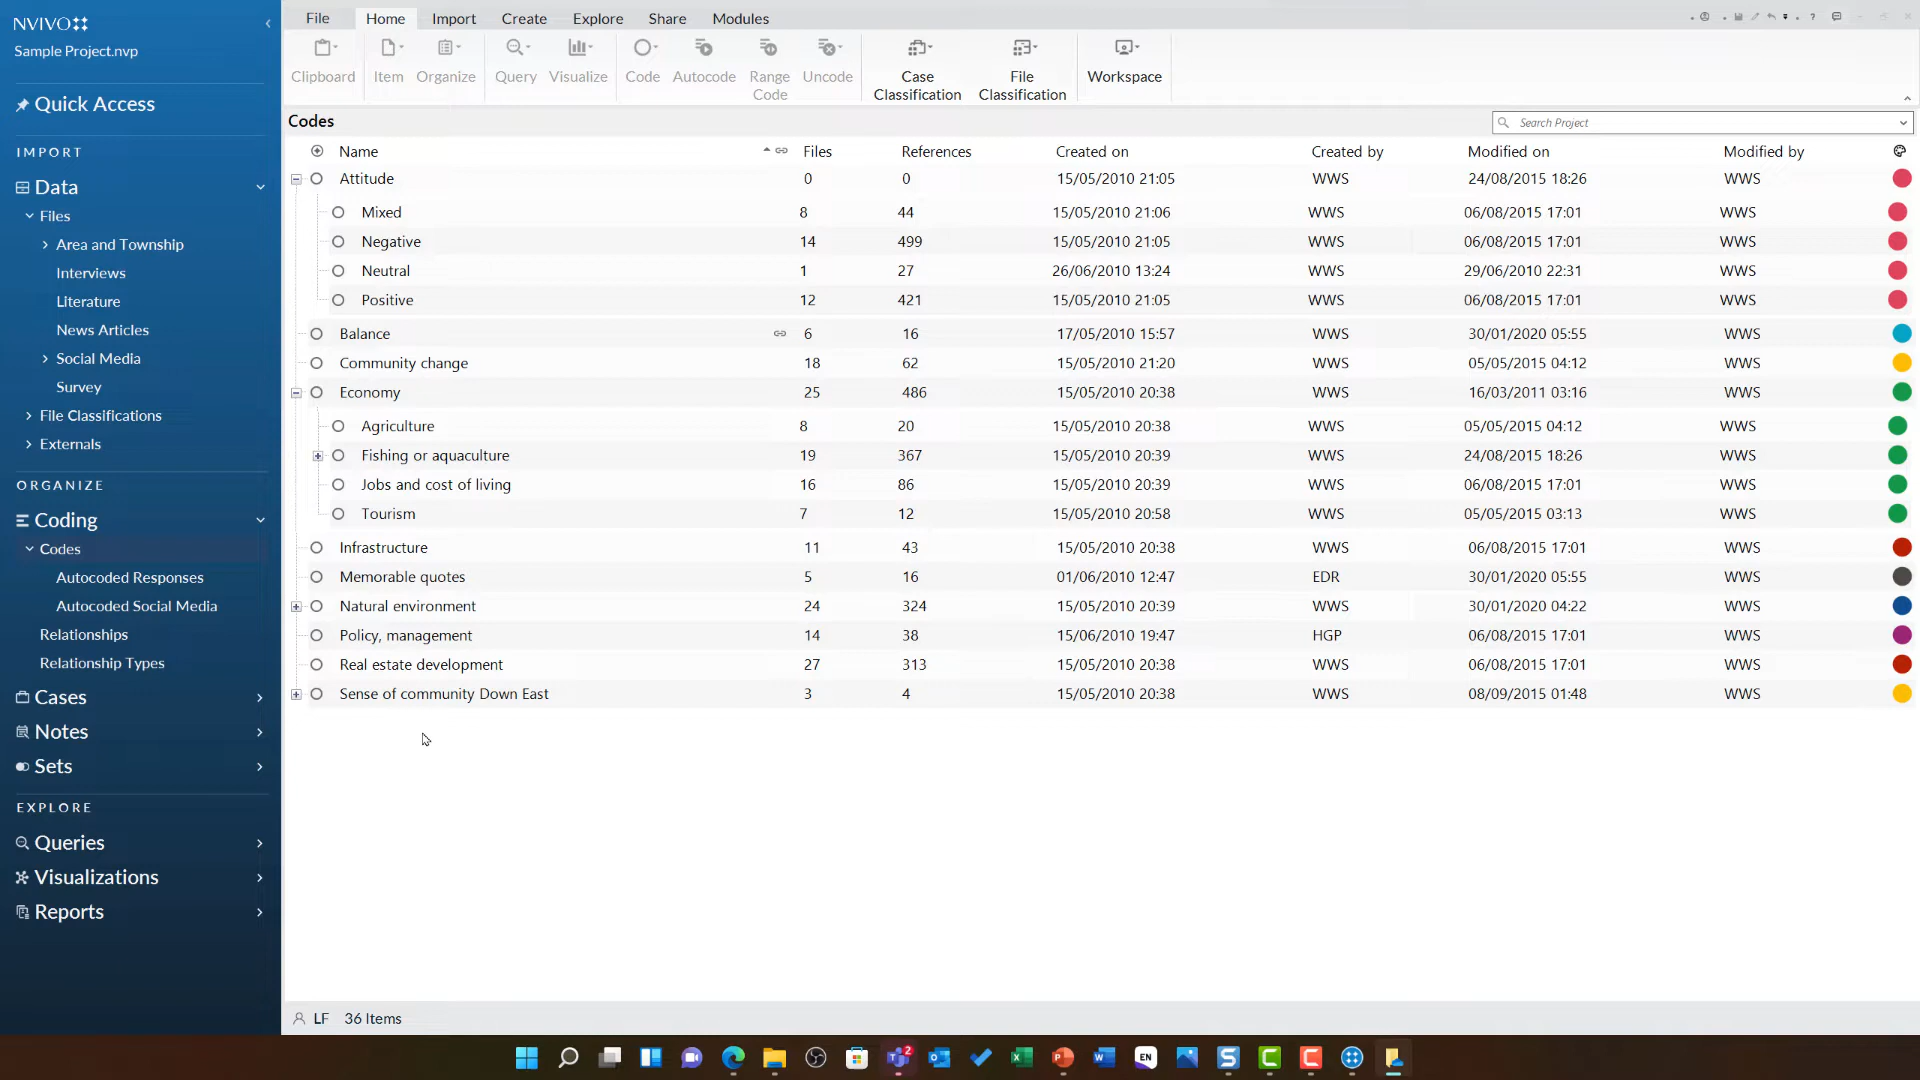 NVIVO
Sample Project.nvp
Quick Access
IMPORT
Data
Files
Area and Township
Interviews
Literature
News Articles
Social Media
Survey
File Classifications
Externals
ORGANIZE
Coding
Codes
Autocoded Responses
Autocoded Social Media
Relationships
Relationship Types
Cases
Notes
Sets
EXPLORE
Queries
Visualizations
Reports
File Home Import Create Explore Share Modules
Clipboard Item Organize Query Visualize Code Autocode Range Code Uncode Case Classification File Classification Workspace
Codes
Search Project
Name Files References Created on Created by Modified on Modified by
Attitude 0 0 15/05/2010 21:05 WWS 24/08/2015 18:26 WWS
Mixed 8 44 15/05/2010 21:06 WWS 06/08/2015 17:01 WWS
Negative 14 499 15/05/2010 21:05 WWS 06/08/2015 17:01 WWS
Neutral 1 27 26/06/2010 13:24 WWS 29/06/2010 22:31 WWS
Positive 12 421 15/05/2010 21:05 WWS 06/08/2015 17:01 WWS
Balance 6 16 17/05/2010 15:57 WWS 30/01/2020 05:55 WWS
Community change 18 62 15/05/2010 21:20 WWS 05/05/2015 04:12 WWS
Economy 25 486 15/05/2010 20:38 WWS 16/03/2011 03:16 WWS
Agriculture 8 20 15/05/2010 20:38 WWS 05/05/2015 04:12 WWS
Fishing or aquaculture 19 367 15/05/2010 20:39 WWS 24/08/2015 18:26 WWS
Jobs and cost of living 16 86 15/05/2010 20:39 WWS 06/08/2015 17:01 WWS
Tourism 7 12 15/05/2010 20:58 WWS 05/05/2015 03:13 WWS
Infrastructure 11 43 15/05/2010 20:38 WWS 06/08/2015 17:01 WWS
Memorable quotes 5 16 01/06/2010 12:47 EDR 30/01/2020 05:55 WWS
Natural environment 24 324 15/05/2010 20:39 WWS 30/01/2020 04:22 WWS
Policy, management 14 38 15/06/2010 19:47 HGP 06/08/2015 17:01 WWS
Real estate development 27 313 15/05/2010 20:38 WWS 06/08/2015 17:01 WWS
Sense of community Down East 3 4 15/05/2010 20:38 WWS 08/09/2015 01:48 WWS
LF 36 Items
2
EN